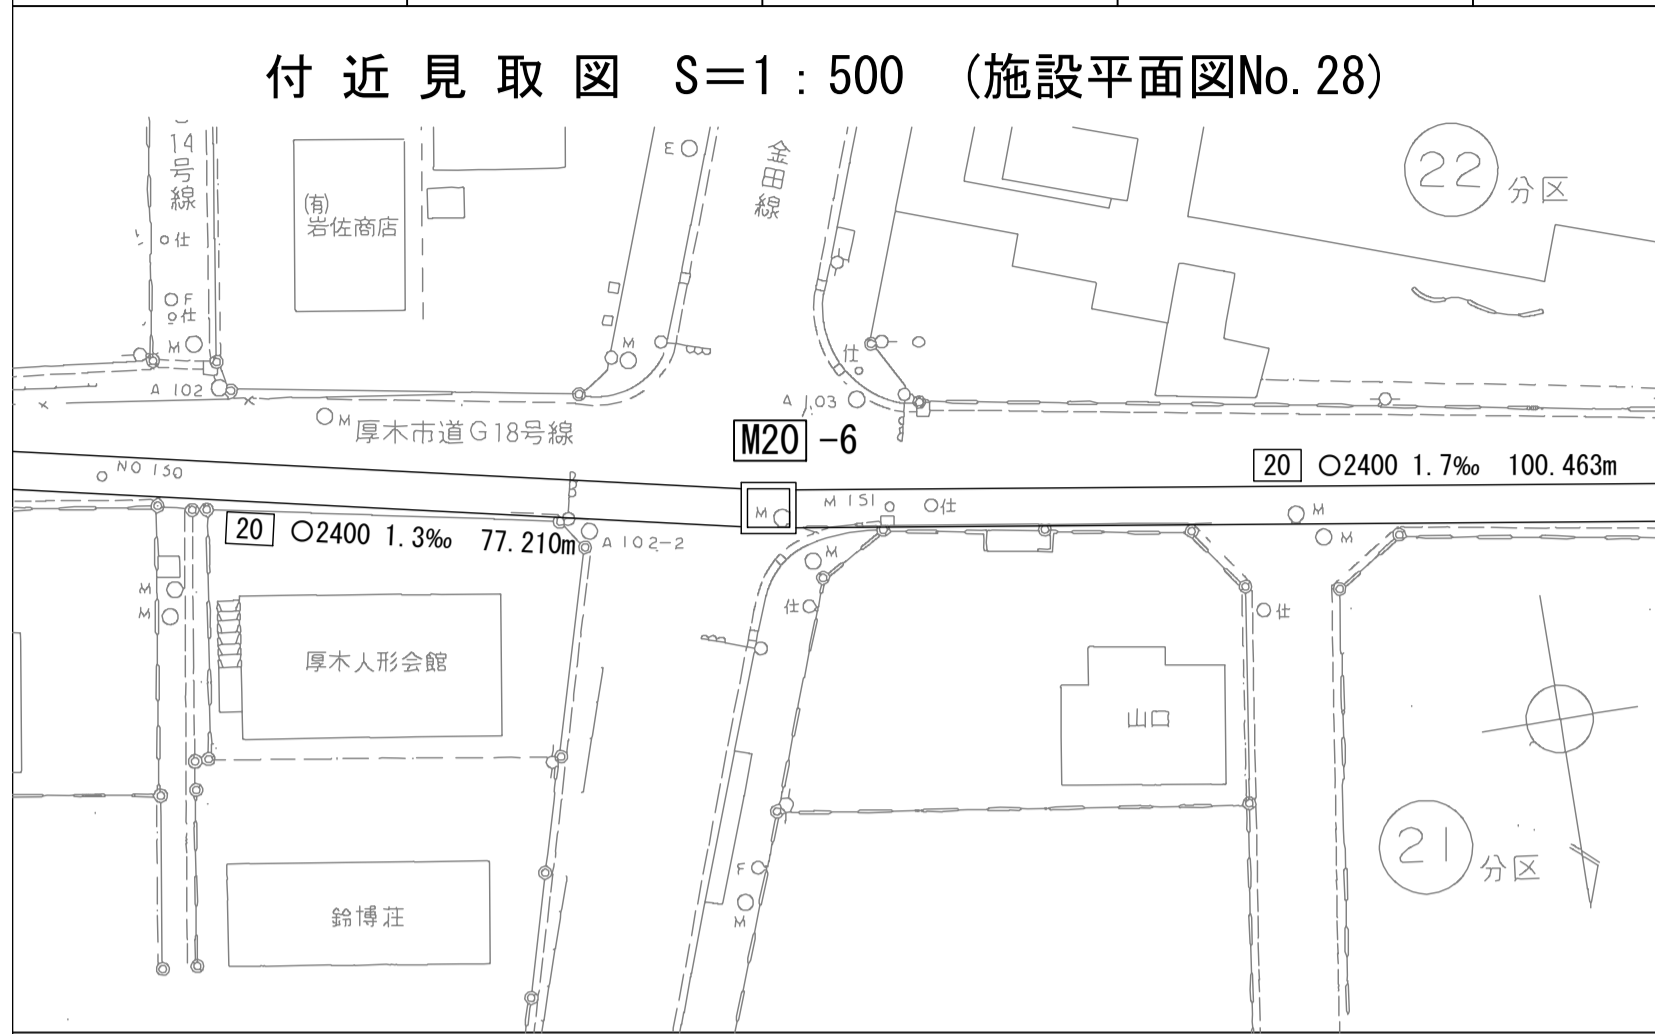 付近見取図 S=1:500 (施設平面図No.28)
14号線
仕
F
仕
M
A 102
(有)
岩佐商店
E
金田線
M
仕
A 103
22
分区
M
厚木市道G18号線
M20 -6
20 ○2400 1.7‰ 100.463m
NO 150
M
M 151
仕
M
M
20 ○2400 1.3‰ 77.210m
A 102-2
M
M
M
仕
仕
厚木人形会館
山口
21
分区
F
M
鈴博荘